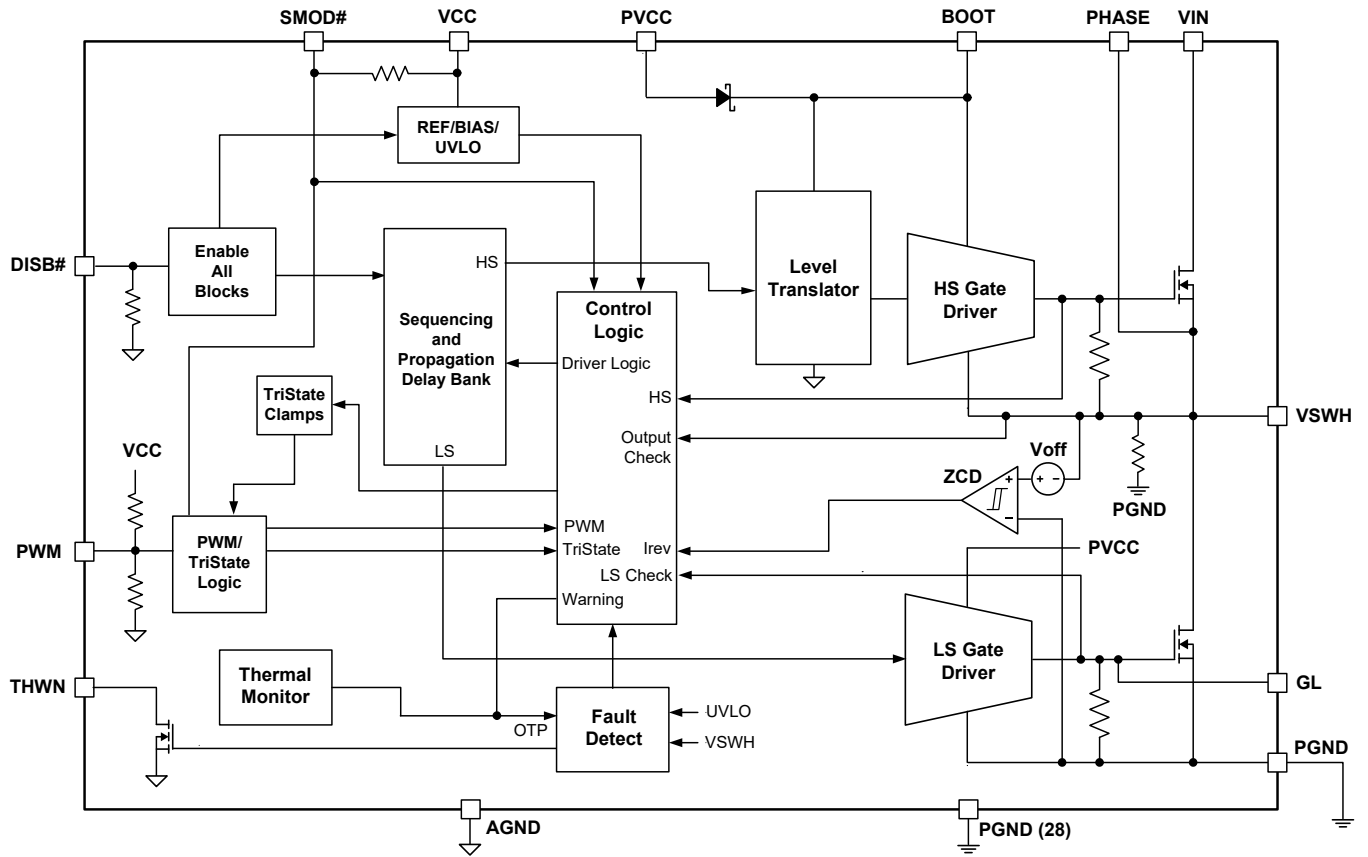 SMOD#
VCC
PVCC
BOOT
PHASE
VIN
REF/BIAS/
UVLO
DISB#
Enable
All
Blocks
HS
Sequencing
and
Propagation
Delay Bank
LS
Level
Translator
HS Gate
Driver
Control
Logic
Driver Logic
HS
Output
Check
PWM
TriState
Irev
LS Check
Warning
TriState
Clamps
VCC
PWM
PWM/
TriState
Logic
VSWH
Voff
ZCD
+
–
+ -
PGND
PVCC
LS Gate
Driver
THWN
Thermal
Monitor
OTP
Fault
Detect
UVLO
VSWH
GL
PGND
AGND
PGND (28)